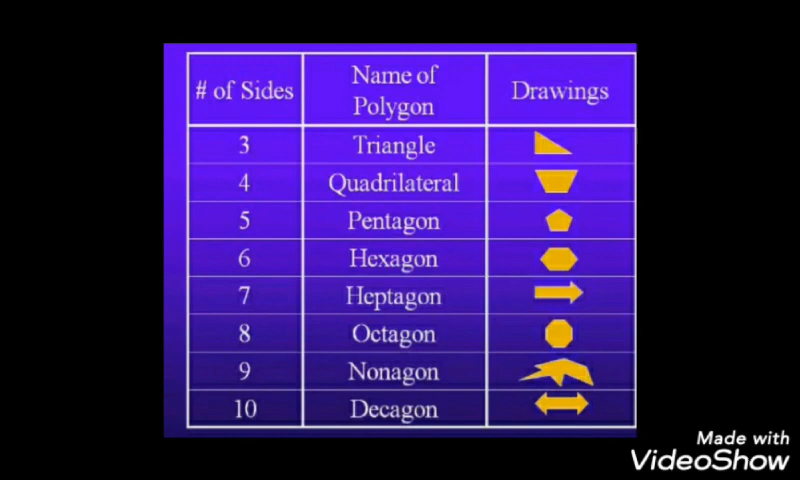 # of Sides
Name of
Polygon
Drawings
3 Triangle
4 Quadrilateral
5 Pentagon
6 Hexagon
7 Heptagon
8 Octagon
9 Nonagon
10 Decagon
Made with
VideoShow